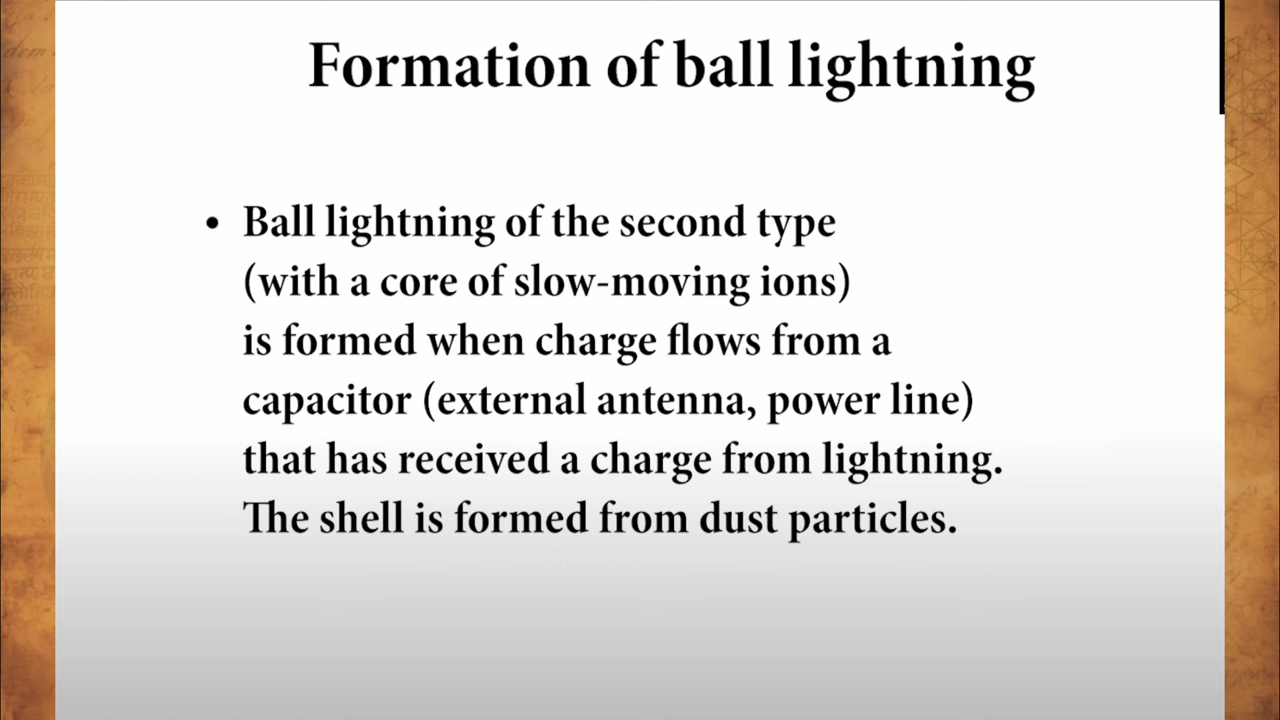 Formation of ball lightning
• Ball lightning of the second type
(with a core of slow-moving ions)
is formed when charge flows from a
capacitor (external antenna, power line)
that has received a charge from lightning.
The shell is formed from dust particles.